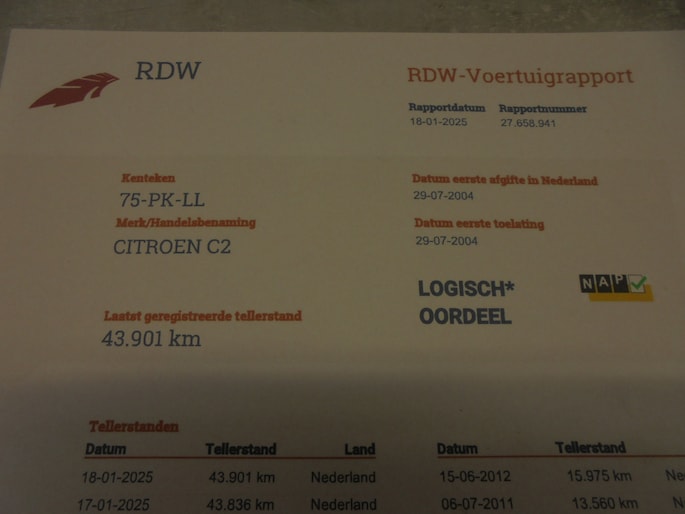 RDW
RDW-Voertuigrapport
Rapportdatum Rapportnummer
18-01-2025 27.658.941
Kenteken
75-PK-LL
Merk/Handelsbenaming
CITROEN C2
Datum eerste afgifte in Nederland
29-07-2004
Datum eerste toelating
29-07-2004
LOGISCH*
OORDEEL
NAP
Laatst geregistreerde tellerstand
43.901 km
Tellerstanden
Datum Tellerstand Land Datum Tellerstand
18-01-2025 43.901 km Nederland 15-06-2012 15.975 km Ne
17-01-2025 43.836 km Nederland 06-07-2011 13.560 km Ne